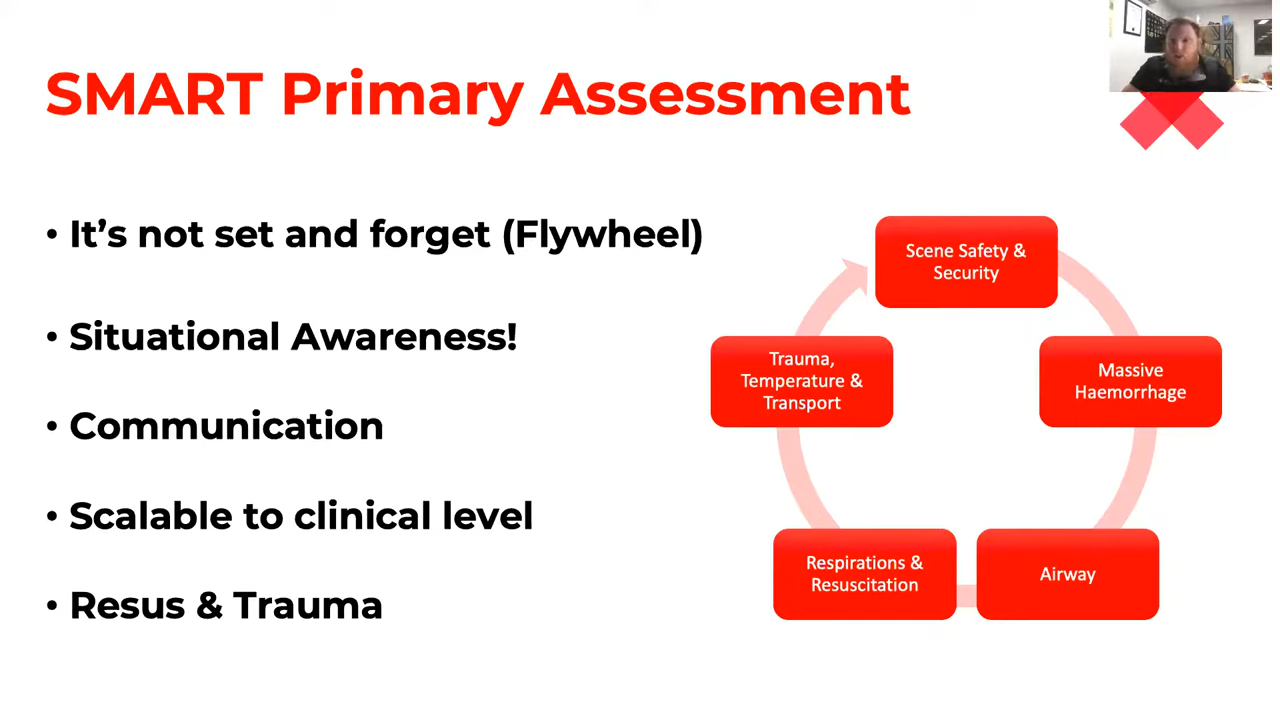 SMART Primary Assessment
• It’s not set and forget (Flywheel)
• Situational Awareness!
• Communication
• Scalable to clinical level
• Resus & Trauma
Scene Safety &
Security
Massive
Haemorrhage
Airway
Respirations &
Resuscitation
Trauma,
Temperature &
Transport